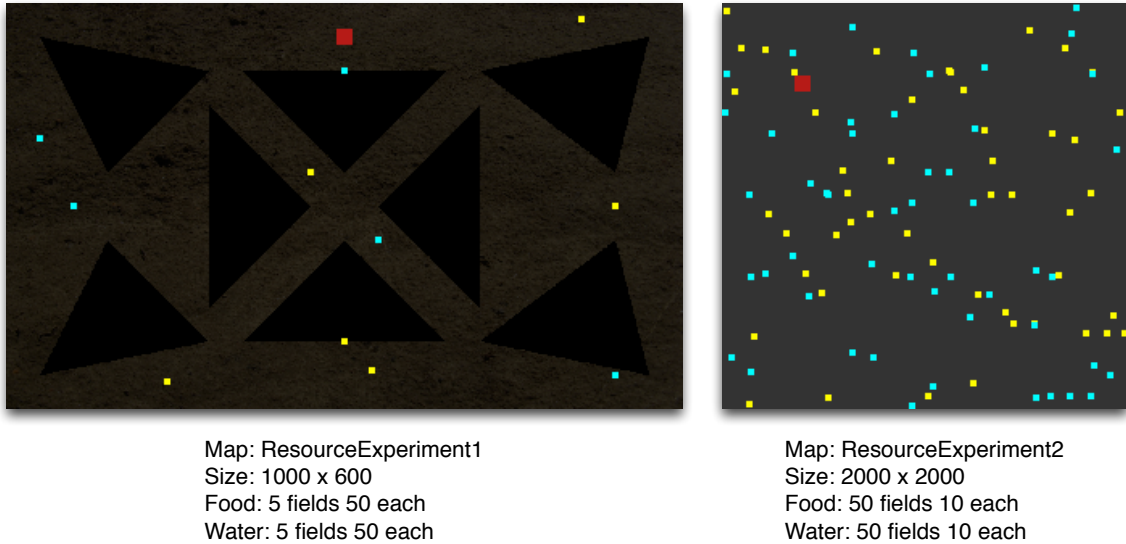 Map: ResourceExperiment1
Size: 1000 x 600
Food: 5 fields 50 each
Water: 5 fields 50 each
Map: ResourceExperiment2
Size: 2000 x 2000
Food: 50 fields 10 each
Water: 50 fields 10 each